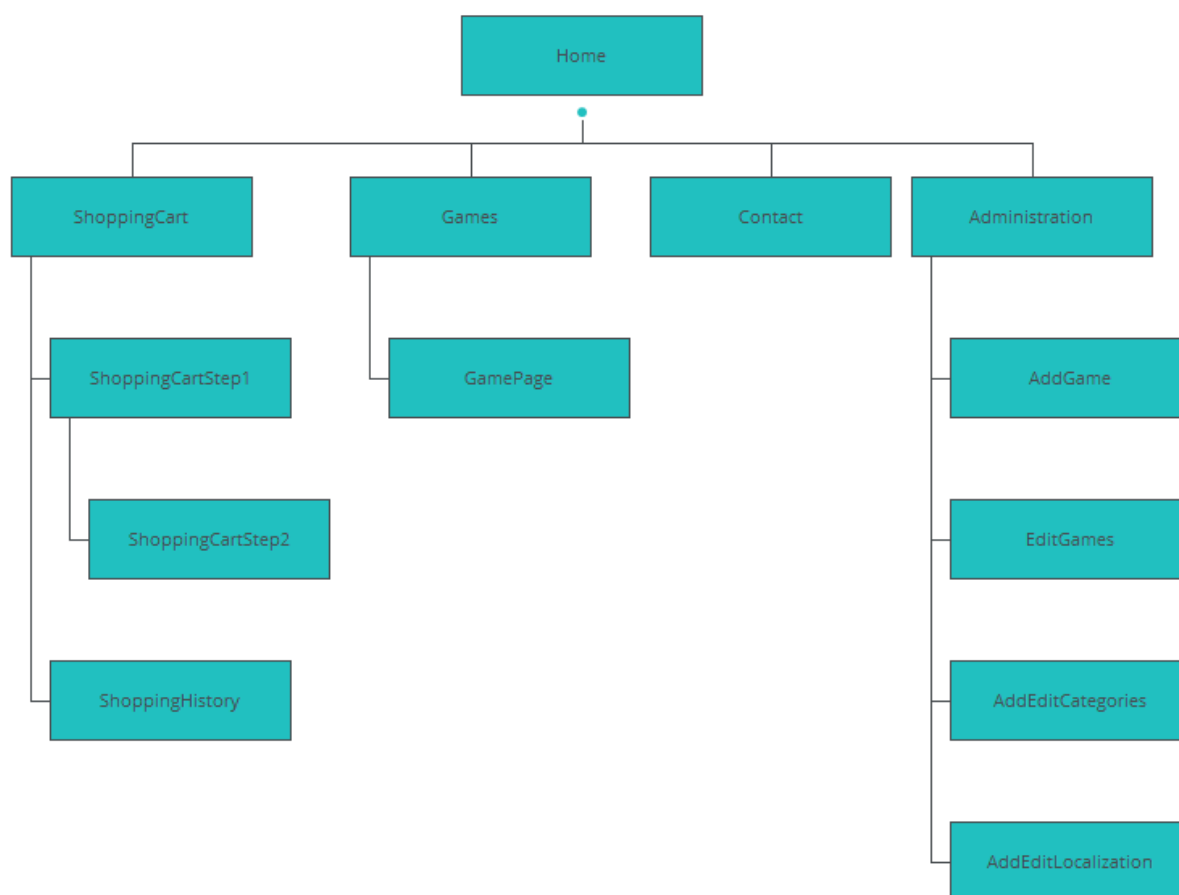 Home
ShoppingCart
Games
Contact
Administration
ShoppingCartStep1
GamePage
AddGame
ShoppingCartStep2
EditGames
ShoppingHistory
AddEditCategories
AddEditLocalization